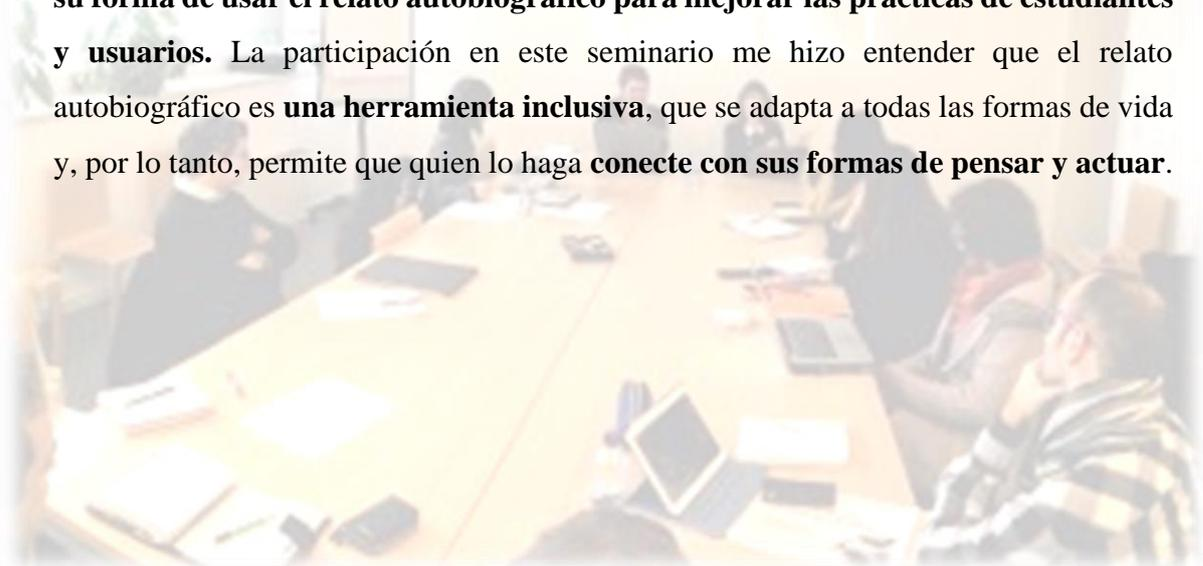 su forma de usar el relato autobiográfico para mejorar las prácticas de estudiantes
y usuarios. La participación en este seminario me hizo entender que el relato
autobiográfico es una herramienta inclusiva, que se adapta a todas las formas de vida
y, por lo tanto, permite que quien lo haga conecte con sus formas de pensar y actuar.